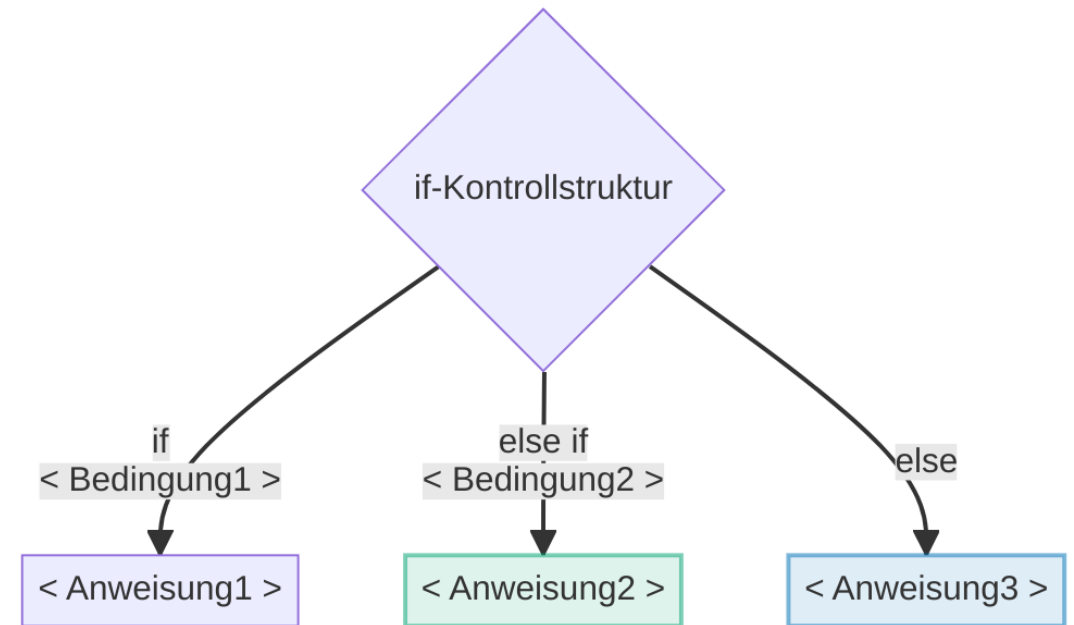 if-Kontrollstruktur
if
< Bedingung1 >
else if
< Bedingung2 >
else
< Anweisung1 >
< Anweisung2 >
< Anweisung3 >